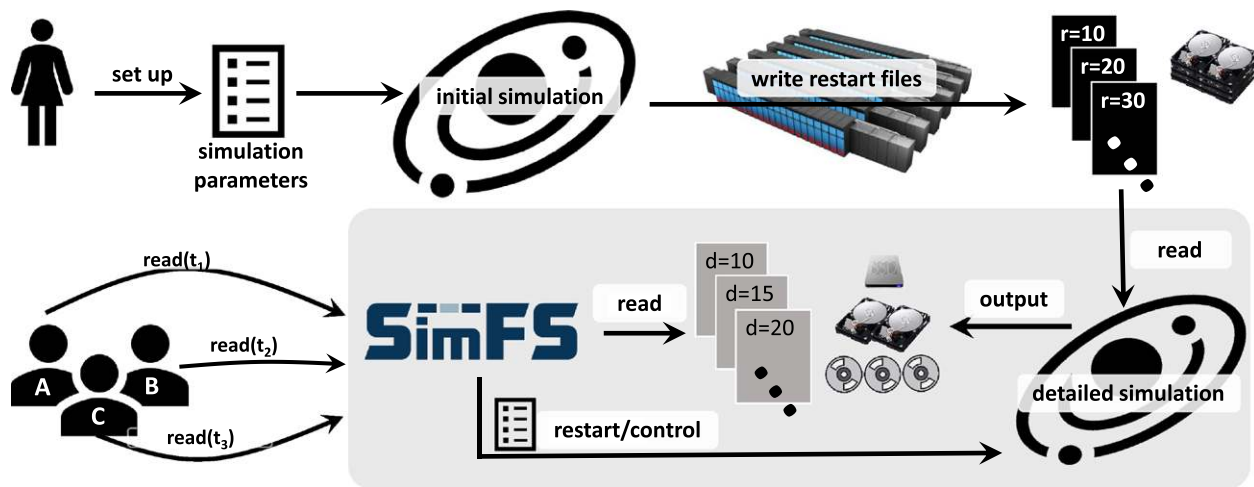 set up
simulation
parameters
initial simulation
write restart files
r=10
r=20
r=30
read
read(t1)
read(t2)
read(t3)
A
B
C
SimFS
read
d=10
d=15
d=20
SSD
output
detailed simulation
restart/control